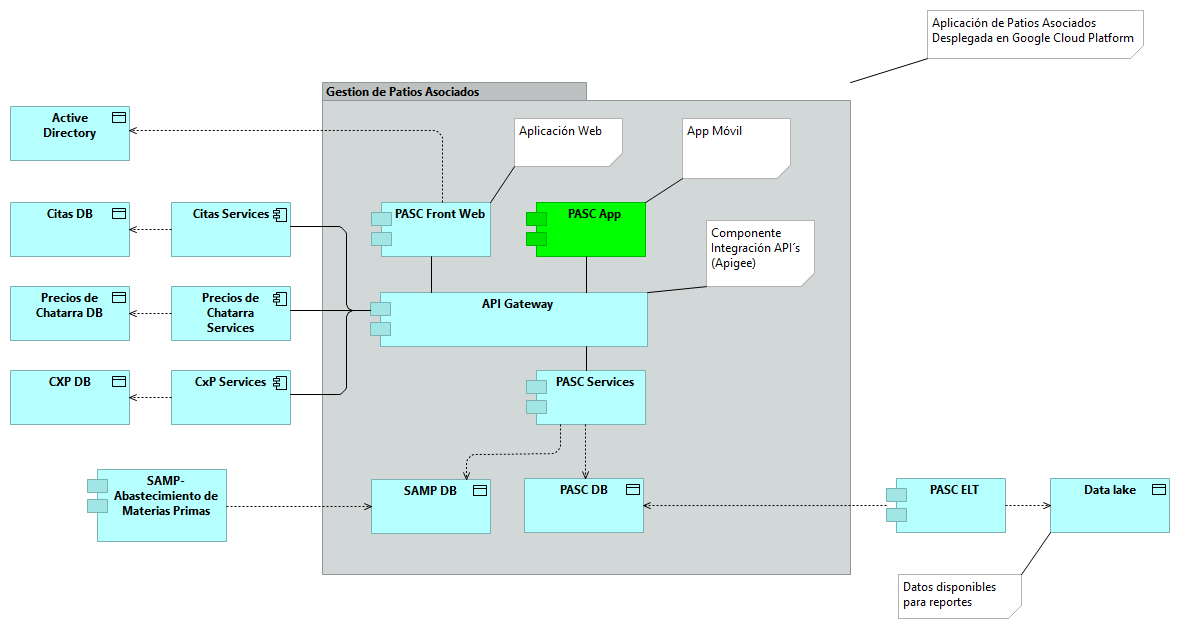 Aplicación de Patios Asociados
Desplegada en Google Cloud Platform
Gestion de Patios Asociados
Active
Directory
Aplicación Web
App Móvil
Citas DB
Citas Services
PASC Front Web
PASC App
Componente
Integración API´s
(Apigee)
Precios de
Chatarra DB
Precios de
Chatarra
Services
API Gateway
CXP DB
CxP Services
PASC Services
SAMP-
Abastecimiento de
Materias Primas
SAMP DB
PASC DB
PASC ELT
Data lake
Datos disponibles
para reportes